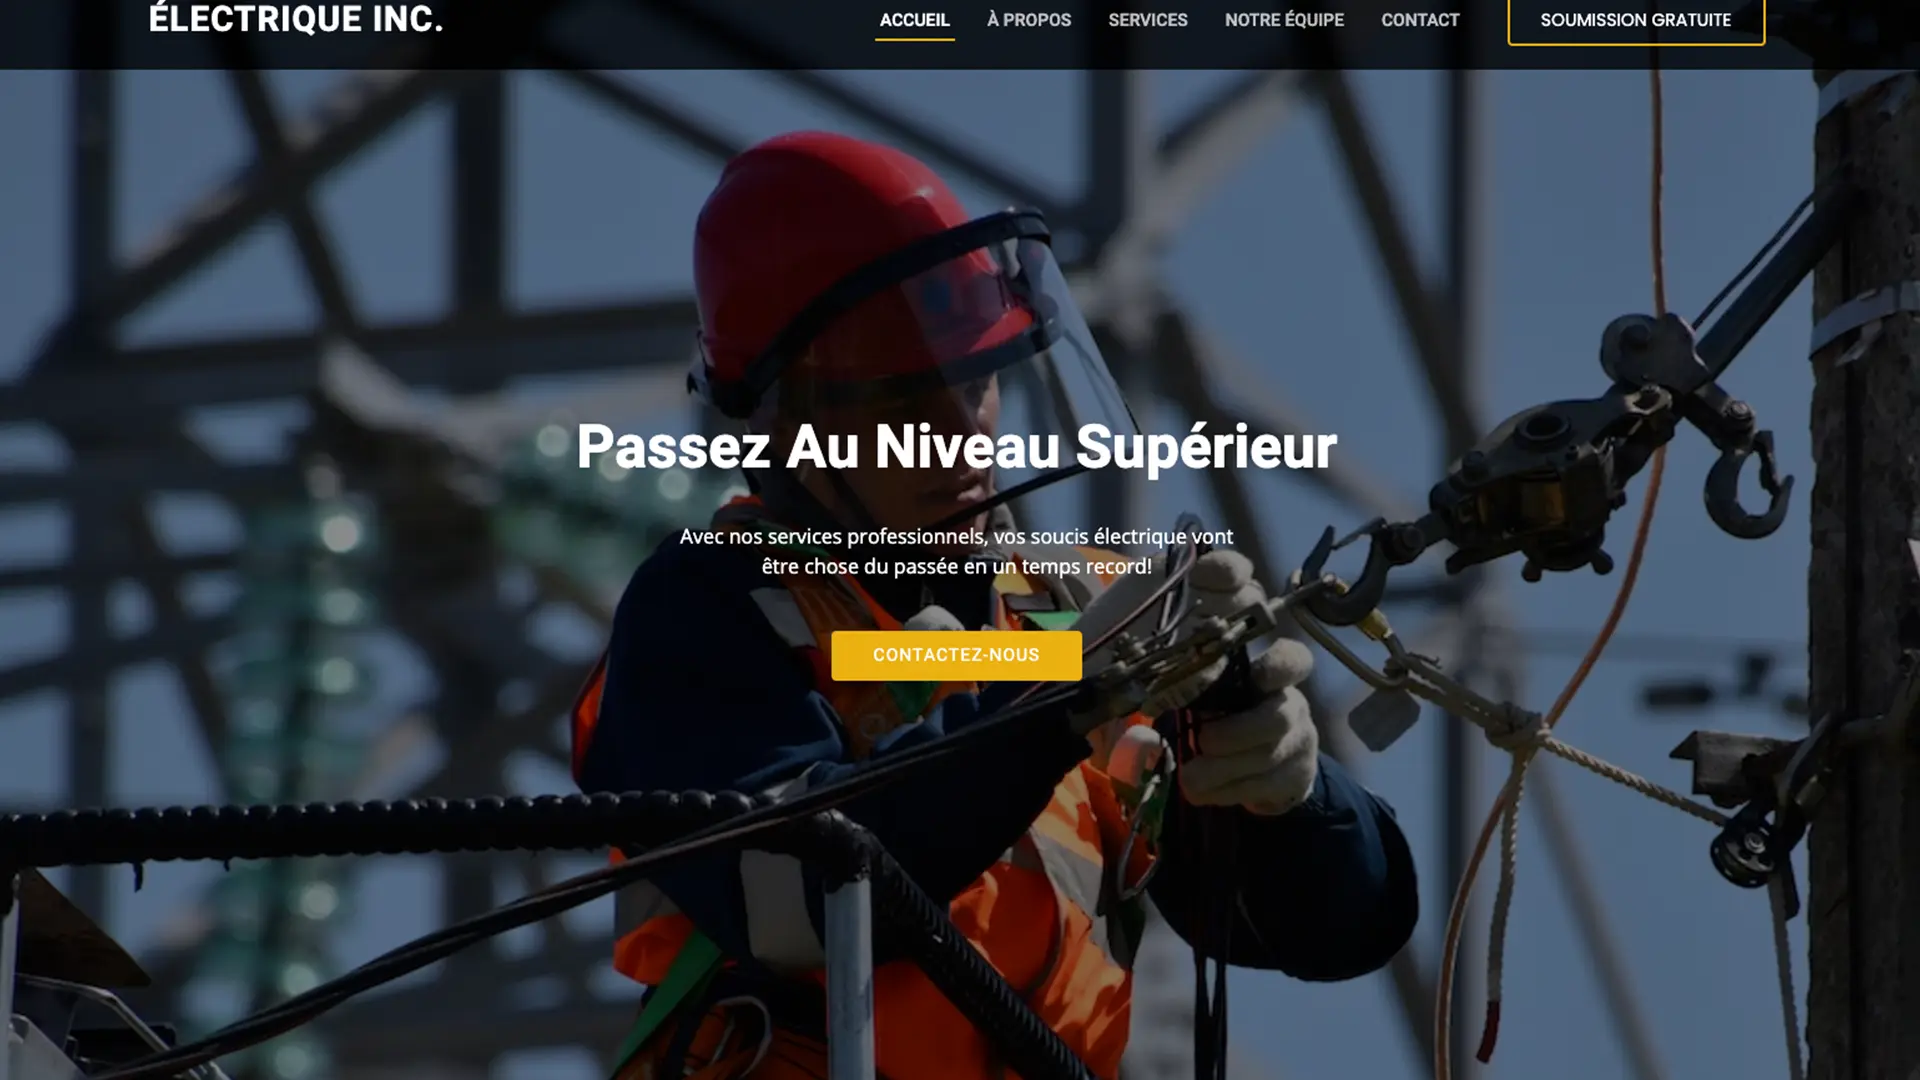 ÉLECTRIQUE INC.
ACCUEIL À PROPOS SERVICES NOTRE ÉQUIPE CONTACT SOUMISSION GRATUITE
Passez Au Niveau Supérieur
Avec nos services professionnels, vos soucis électrique vont
être chose du passée en un temps record!
CONTACTEZ-NOUS